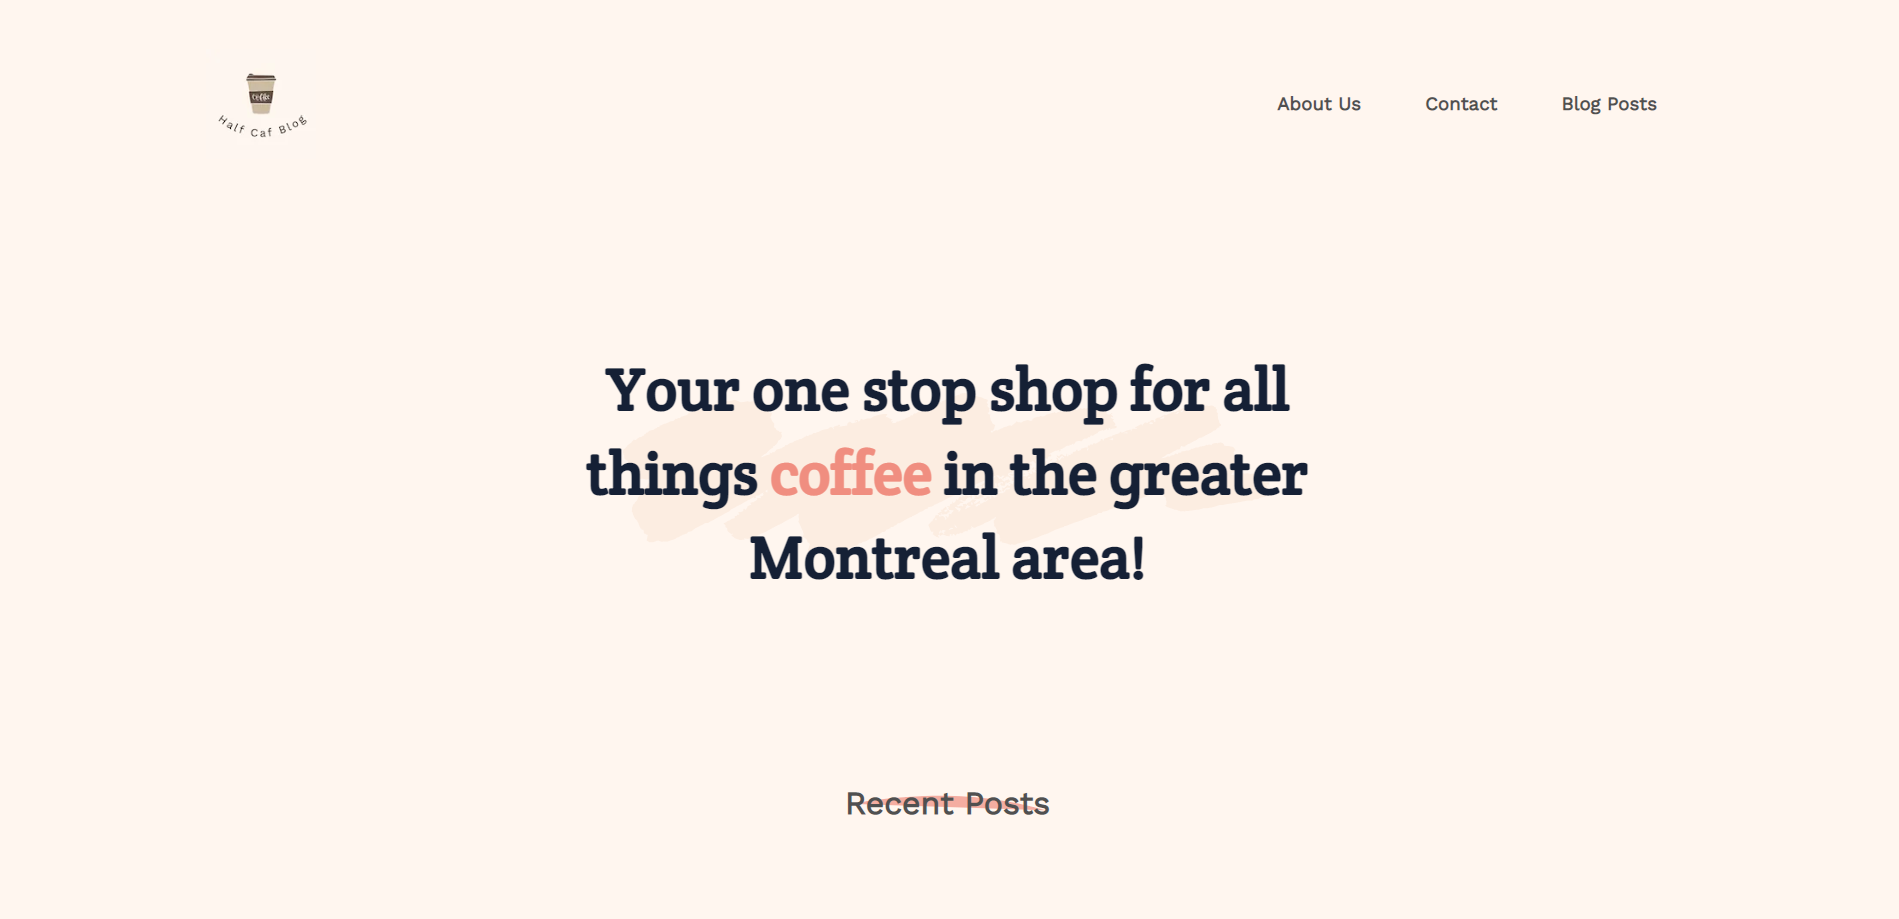 coffee
Half Caf Blog
About Us
Contact
Blog Posts
Your one stop shop for all
things coffee in the greater
Montreal area!
Recent Posts